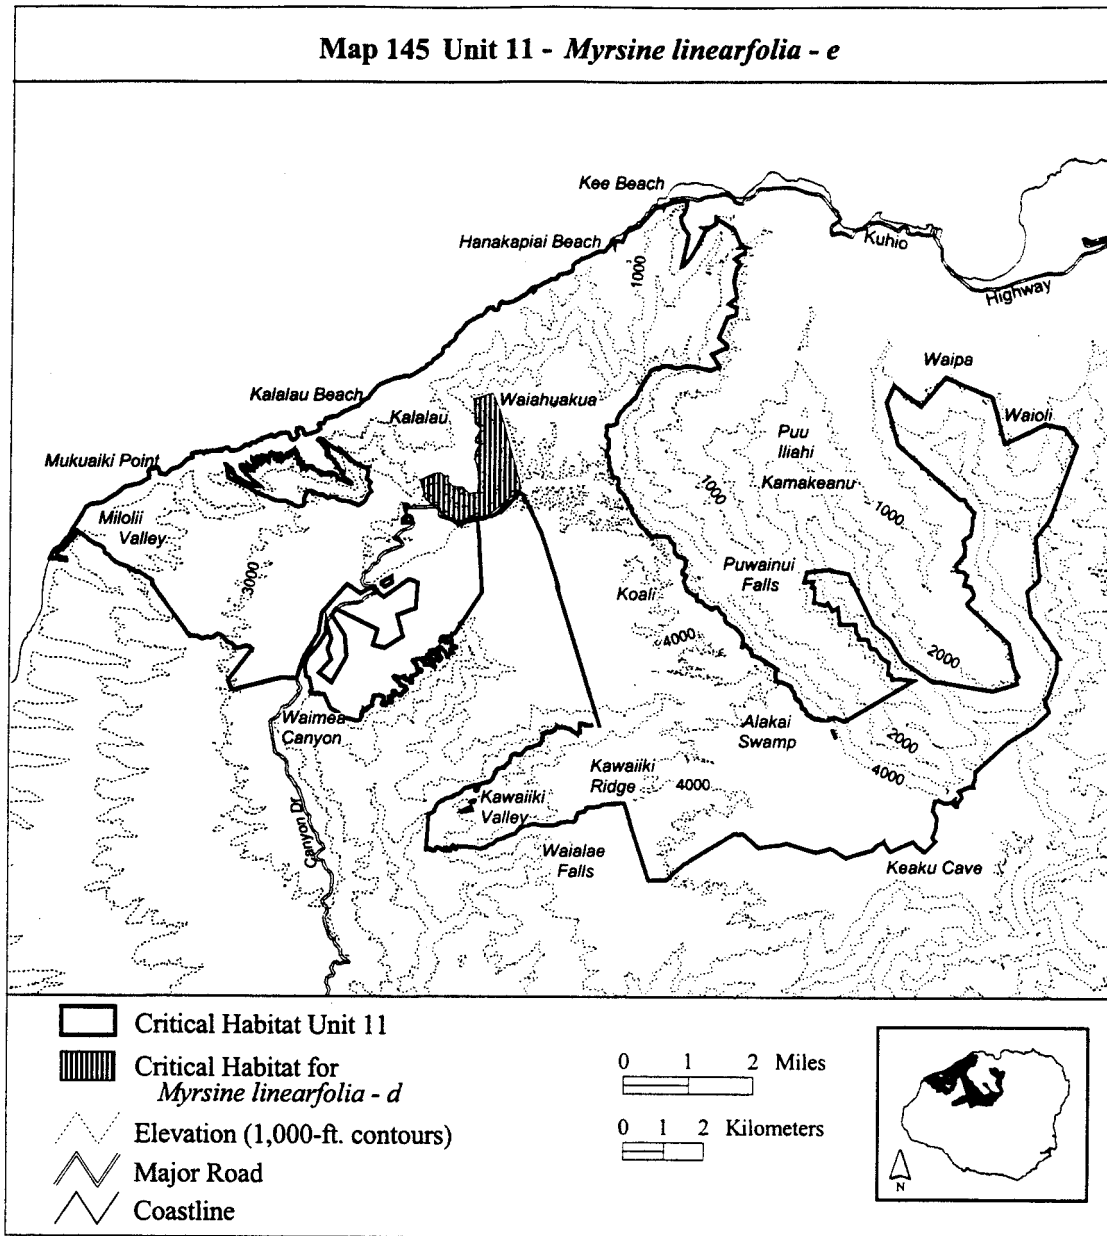 Map 145 Unit 11 - Myrsine linearfolia - e
Kee Beach
Hanakapiai Beach
Kuhio
Highway
1000
Waipa
Kalalau Beach
Kalalau
Waiahuakua
Waioli
Puu
Iliahi
Mukuaiki Point
Kamakeanu
1000
1000
Milolii
Valley
3000
Puwainui
Falls
Koali
4000
2000
Waimea
Canyon
Alakai
Swamp
2000
4000
Kawaiiki
Ridge
4000
Kawaiiki
Valley
Canyon Dr
Waialae
Falls
Keaku Cave
Critical Habitat Unit 11
Critical Habitat for
Myrsine linearfolia - d
Elevation (1,000-ft. contours)
Major Road
Coastline
0 1 2 Miles
0 1 2 Kilometers
N